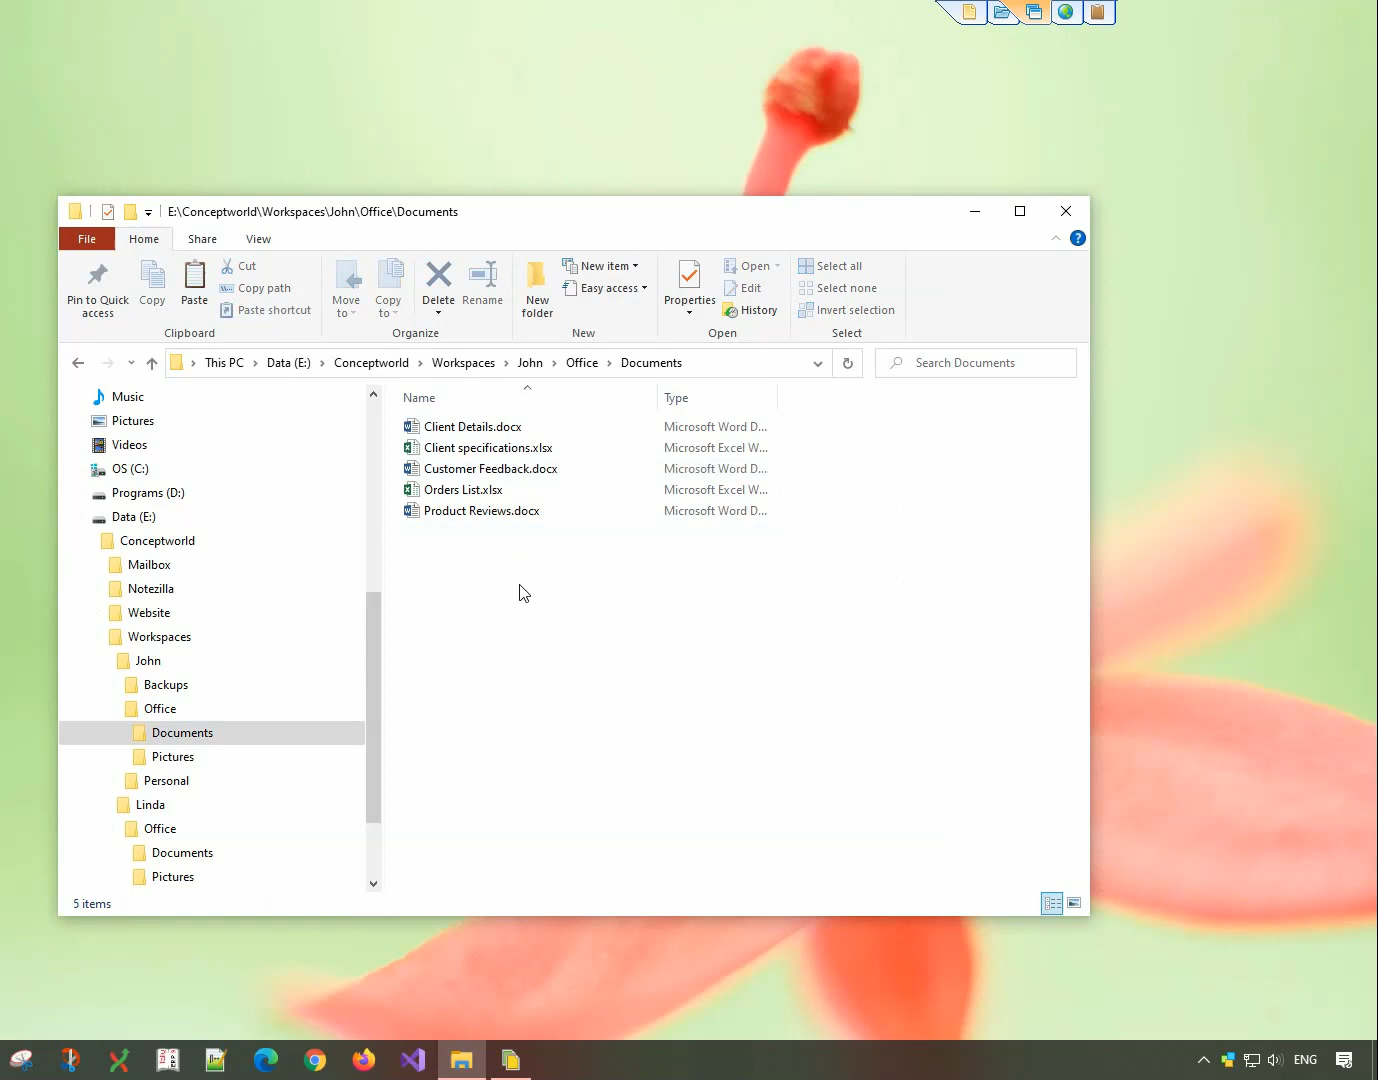 E:\Conceptworld\Workspaces\John\Office\Documents
File Home Share View
Pin to Quick access
Copy
Paste
Cut
Copy path
Paste shortcut
Clipboard
Move to
Copy to
Delete
Rename
Organize
New folder
New item
Easy access
New
Properties
Open
Edit
History
Open
Select all
Select none
Invert selection
Select
This PC > Data (E:) > Conceptworld > Workspaces > John > Office > Documents
Search Documents
Music
Pictures
Videos
OS (C:)
Programs (D:)
Data (E:)
Conceptworld
Mailbox
Notezilla
Website
Workspaces
John
Backups
Office
Documents
Pictures
Personal
Linda
Office
Documents
Pictures
Name Type
Client Details.docx Microsoft Word D...
Client specifications.xlsx Microsoft Excel W...
Customer Feedback.docx Microsoft Word D...
Orders List.xlsx Microsoft Excel W...
Product Reviews.docx Microsoft Word D...
5 items
ENG